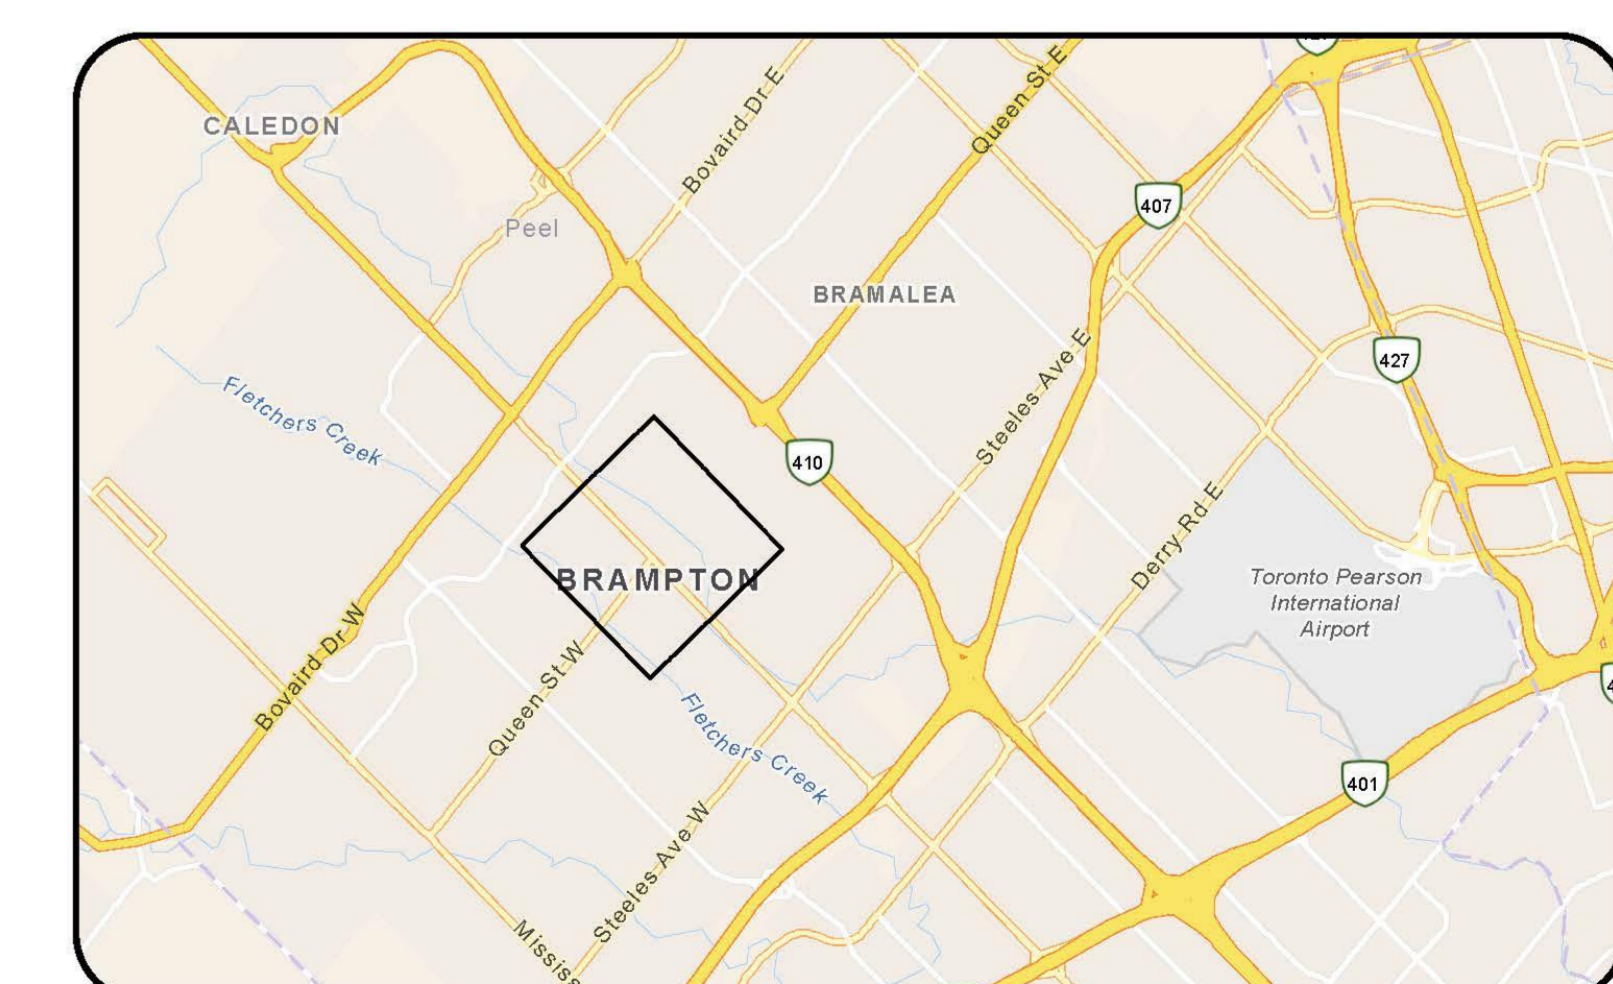 Queen St E
Bovaird Dr E
CALEDON
407
Peel
BRAMALEA
427
Steeles Ave E
Fletchers Creek
410
Derry Rd E
BRAMPTON
Toronto Pearson
International
Airport
Bovaird Dr W
Queen St W
Fletchers Creek
401
Steeles Ave W
Ississ